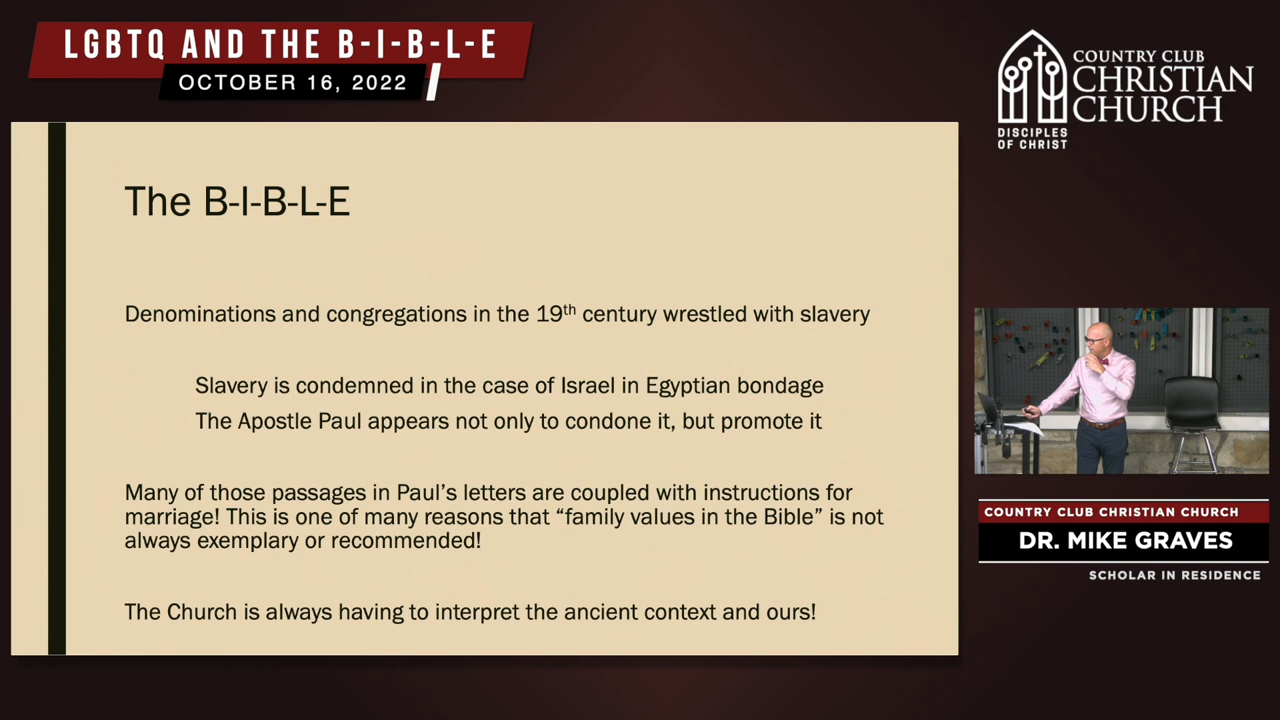 LGBTQ AND THE B-I-B-L-E
OCTOBER 16, 2022
COUNTRY CLUB
CHRISTIAN
CHURCH
DISCIPLES
OF CHRIST
The B-I-B-L-E
Denominations and congregations in the 19th century wrestled with slavery
Slavery is condemned in the case of Israel in Egyptian bondage
The Apostle Paul appears not only to condone it, but promote it
Many of those passages in Paul’s letters are coupled with instructions for
marriage! This is one of many reasons that “family values in the Bible” is not
always exemplary or recommended!
The Church is always having to interpret the ancient context and ours!
COUNTRY CLUB CHRISTIAN CHURCH
DR. MIKE GRAVES
SCHOLAR IN RESIDENCE